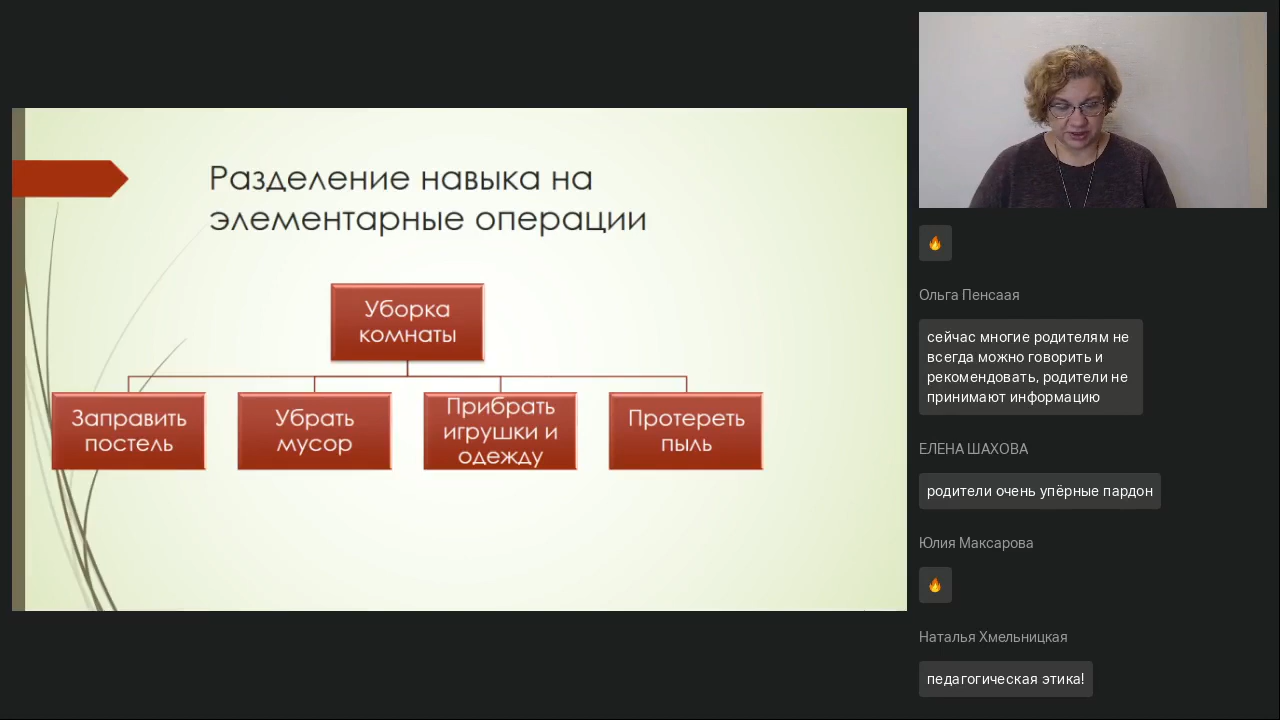 Разделение навыка на
элементарные операции
Уборка
комнаты
Заправить
постель
Убрать
мусор
Прибрать
игрушки и
одежду
Протереть
пыль
Ольга Пенсаая
сейчас многие родителям не
всегда можно говорить и
рекомендовать, родители не
принимают информацию
ЕЛЕНА ШАХОВА
родители очень упёрные пардон
Юлия Максарова
Наталья Хмельницкая
педагогическая этика!